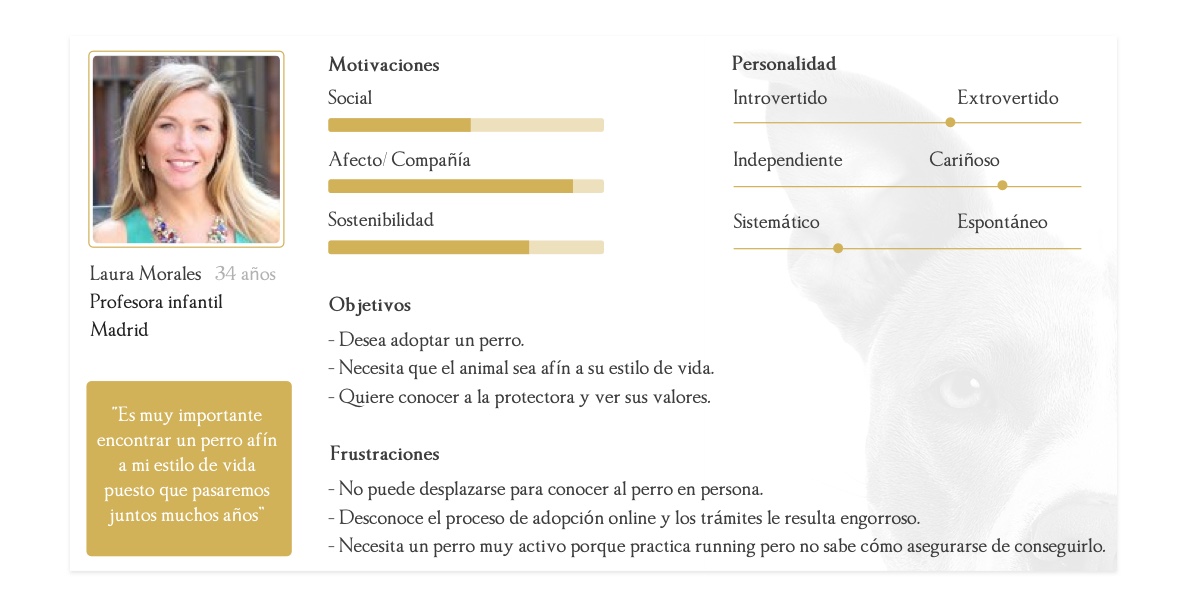 Laura Morales 34 años
Profesora infantil
Madrid
"Es muy importante
encontrar un perro afín
a mi estilo de vida
puesto que pasaremos
juntos muchos años"
Motivaciones
Social
Afecto/ Compañía
Sostenibilidad
Personalidad
Introvertido Extrovertido
Independiente Cariñoso
Sistemático Espontáneo
Objetivos
- Desea adoptar un perro.
- Necesita que el animal sea afín a su estilo de vida.
- Quiere conocer a la protectora y ver sus valores.
Frustraciones
- No puede desplazarse para conocer al perro en persona.
- Desconoce el proceso de adopción online y los trámites le resulta engorroso.
- Necesita un perro muy activo porque practica running pero no sabe cómo asegurarse de conseguirlo.